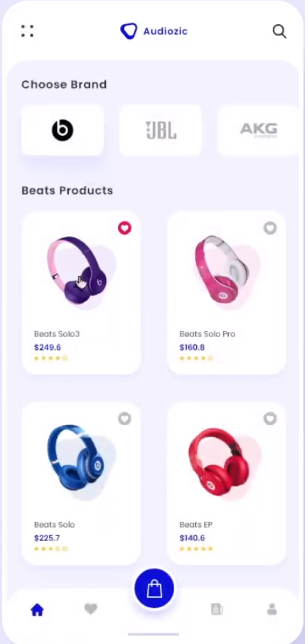 Audiozic
Choose Brand
b
JBL
AKG
Beats Products
Beats Solo3
$249.6
Beats Solo Pro
$160.8
Beats Solo
$225.7
Beats EP
$140.6